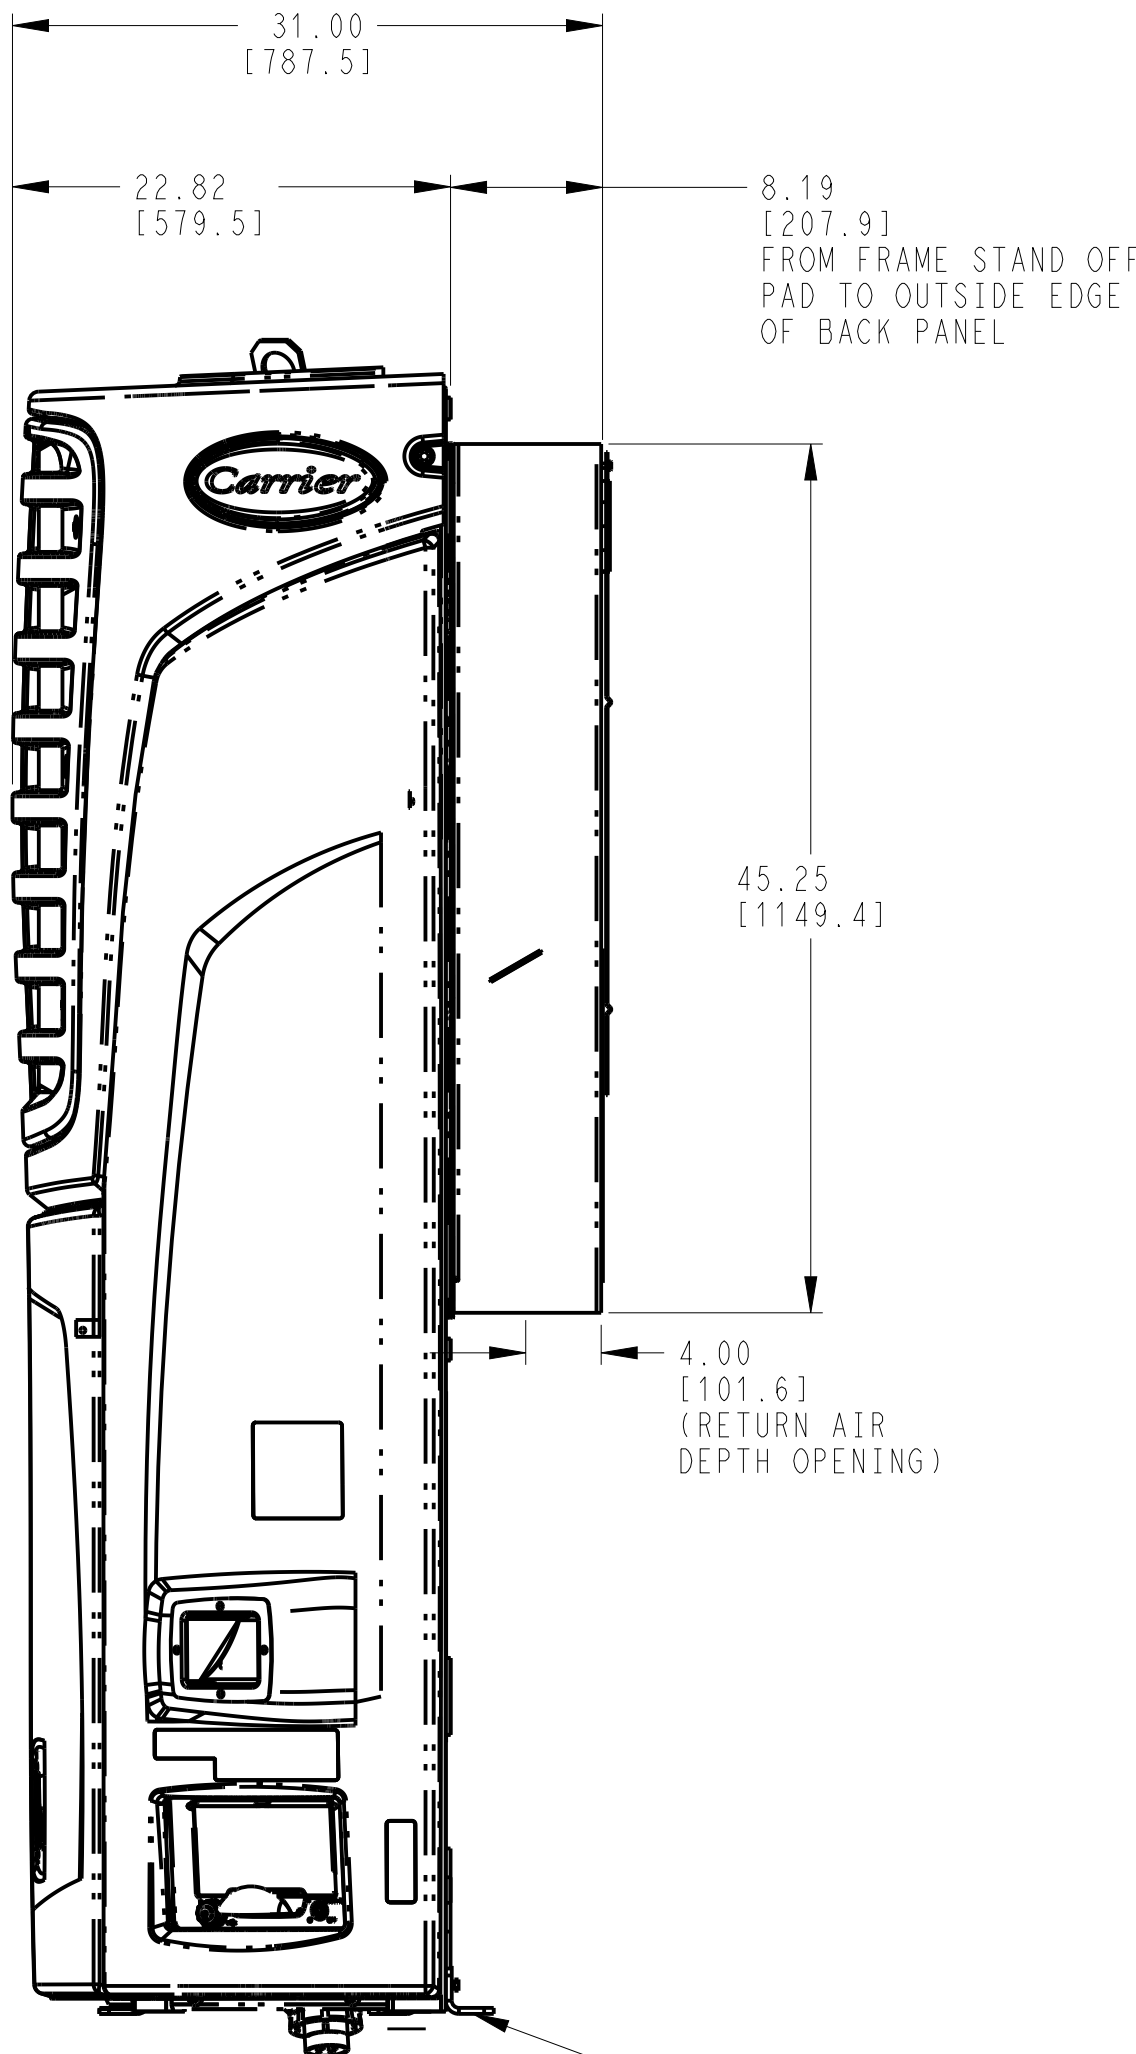 31.00
[787.5]
22.82
[579.5]
8.19
[207.9]
FROM FRAME STAND OFF
PAD TO OUTSIDE EDGE
OF BACK PANEL
Carrier
45.25
[1149.4]
4.00
[101.6]
(RETURN AIR
DEPTH OPENING)